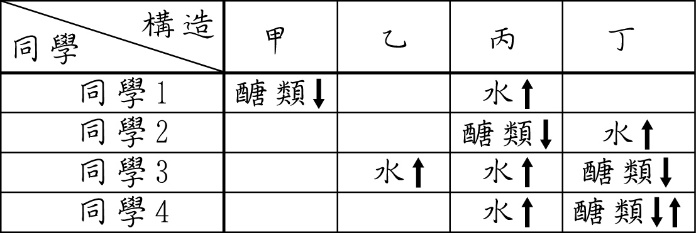 構造
同學 甲 乙 丙 丁
同學1 醣類↓ 水↑
同學2 醣類↓ 水↑
同學3 水↑ 水↑ 醣類↓
同學4 水↑ 醣類↓↑